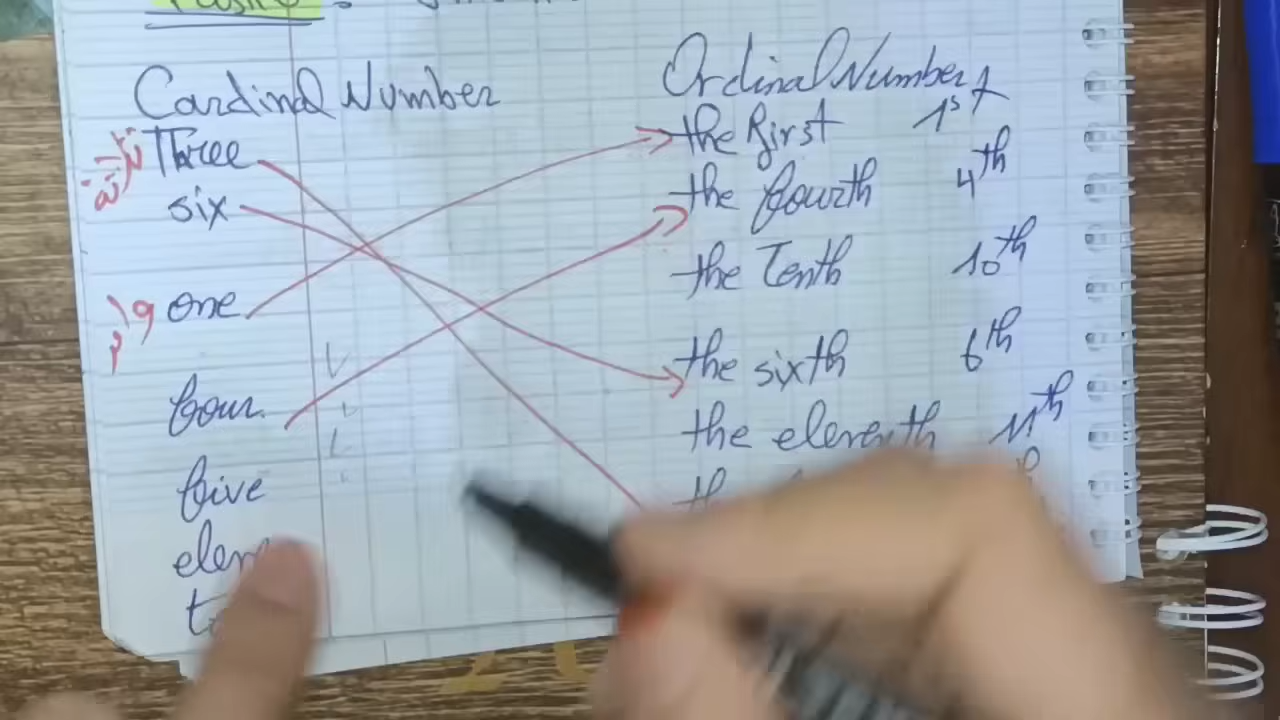 Cardinal Number
Ordinal Number
Three
the first 1st
six
the fourth 4th
the Tenth 10th
one
the sixth 6th
four
the eleventh 11th
five